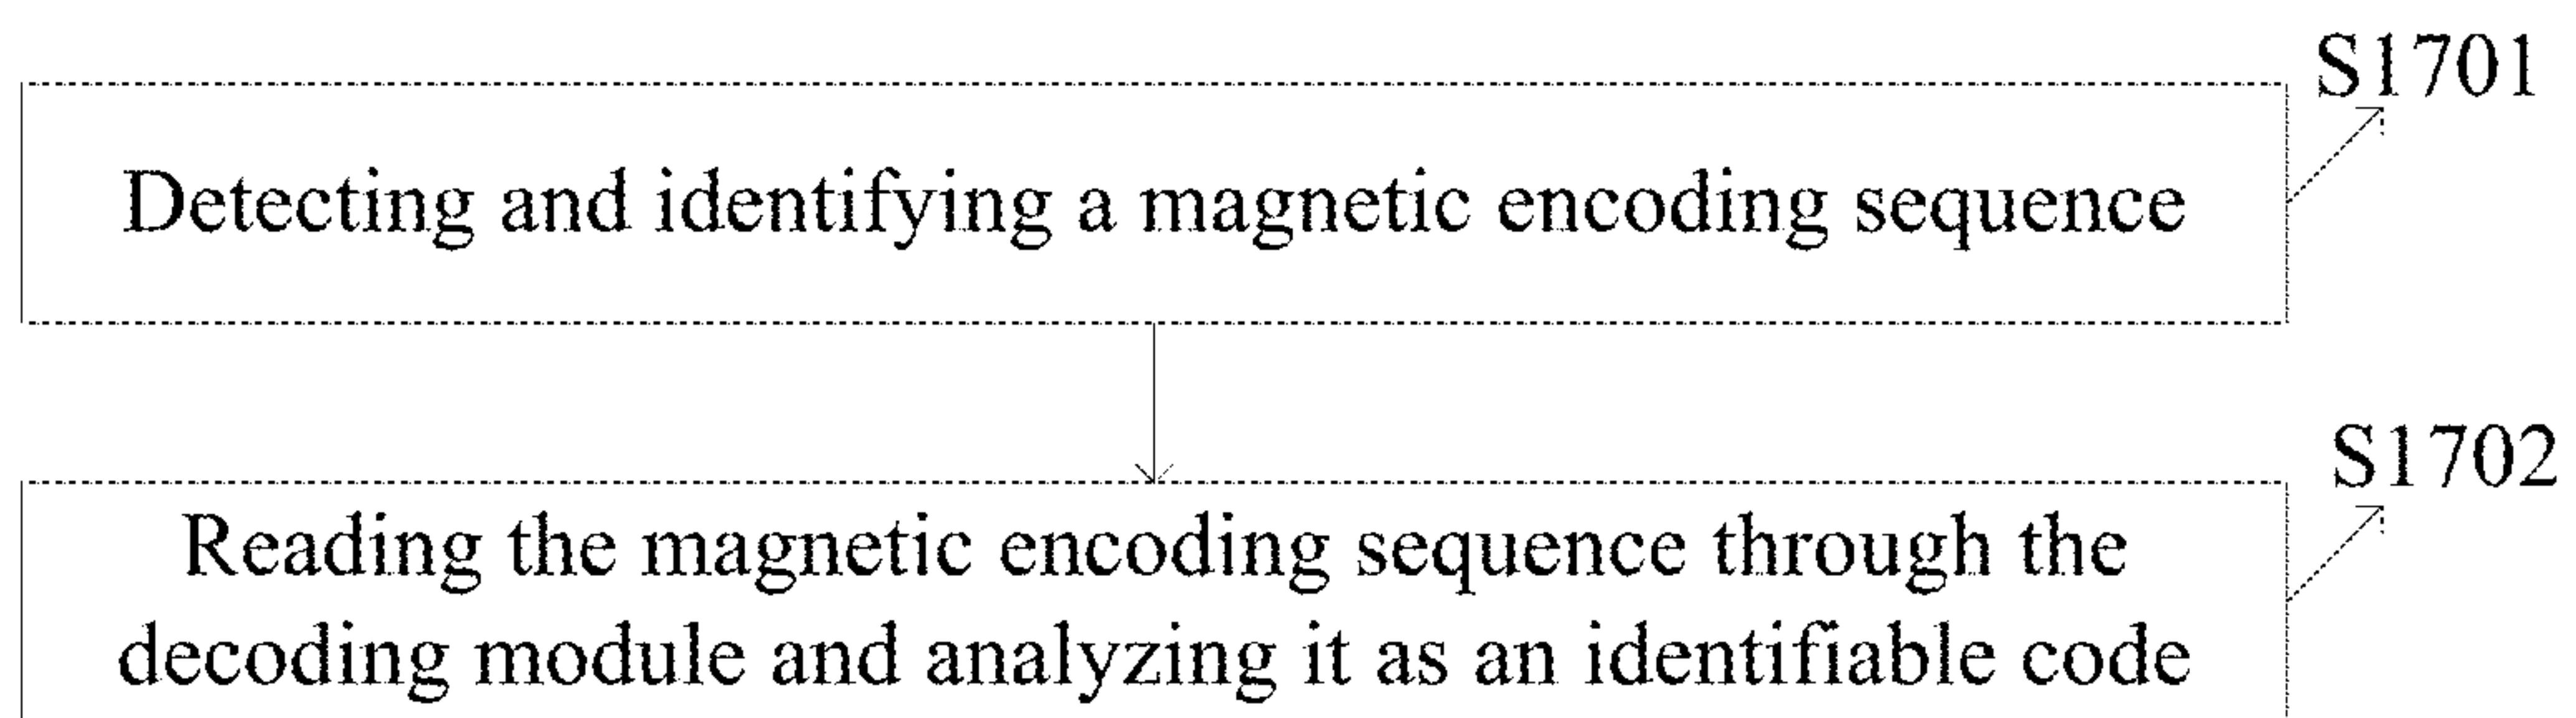 S1701
Detecting and identifying a magnetic encoding sequence
S1702
Reading the magnetic encoding sequence through the
decoding module and analyzing it as an identifiable code